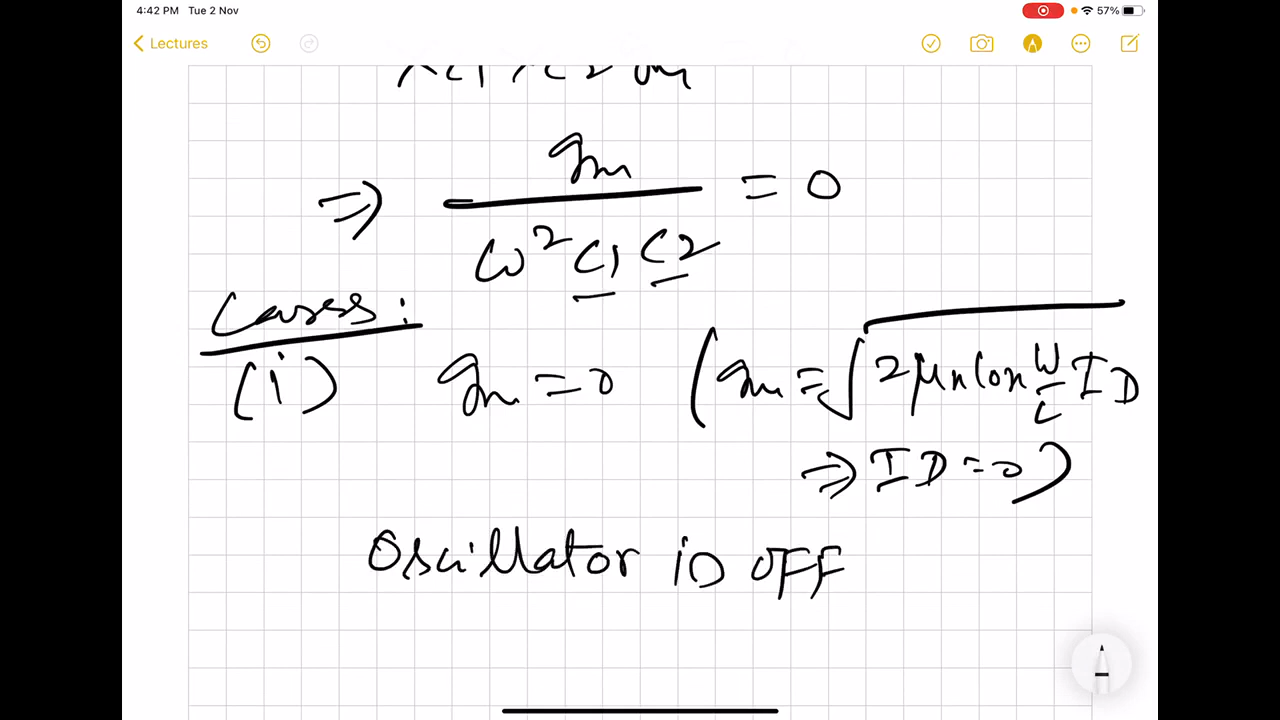 4:42 PM Tue 2 Nov 57%
Lectures
⇒ gm / ω²C1C2 = 0
Cases:
(i) gm = 0 (gm = √2μnCoxW/L ID
⇒ ID = 0)
Oscillator is OFF